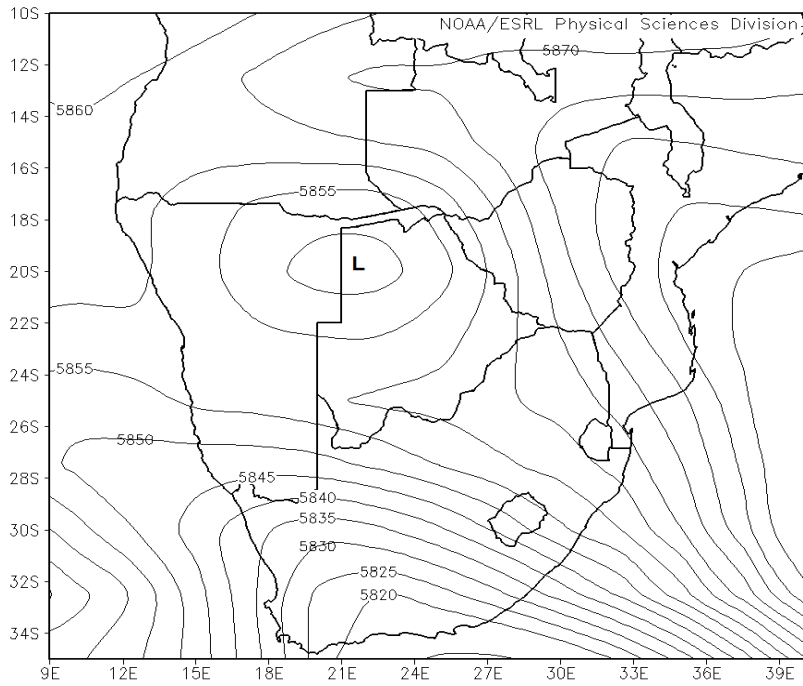 NOAA/ESRL Physical Sciences Division
10S
12S
14S
16S
18S
20S
22S
24S
26S
28S
30S
32S
34S
5870
5860
5855
L
5855
5850
5845
5840
5835
5830
5825
5820
9E 12E 15E 18E 21E 24E 27E 30E 33E 36E 39E